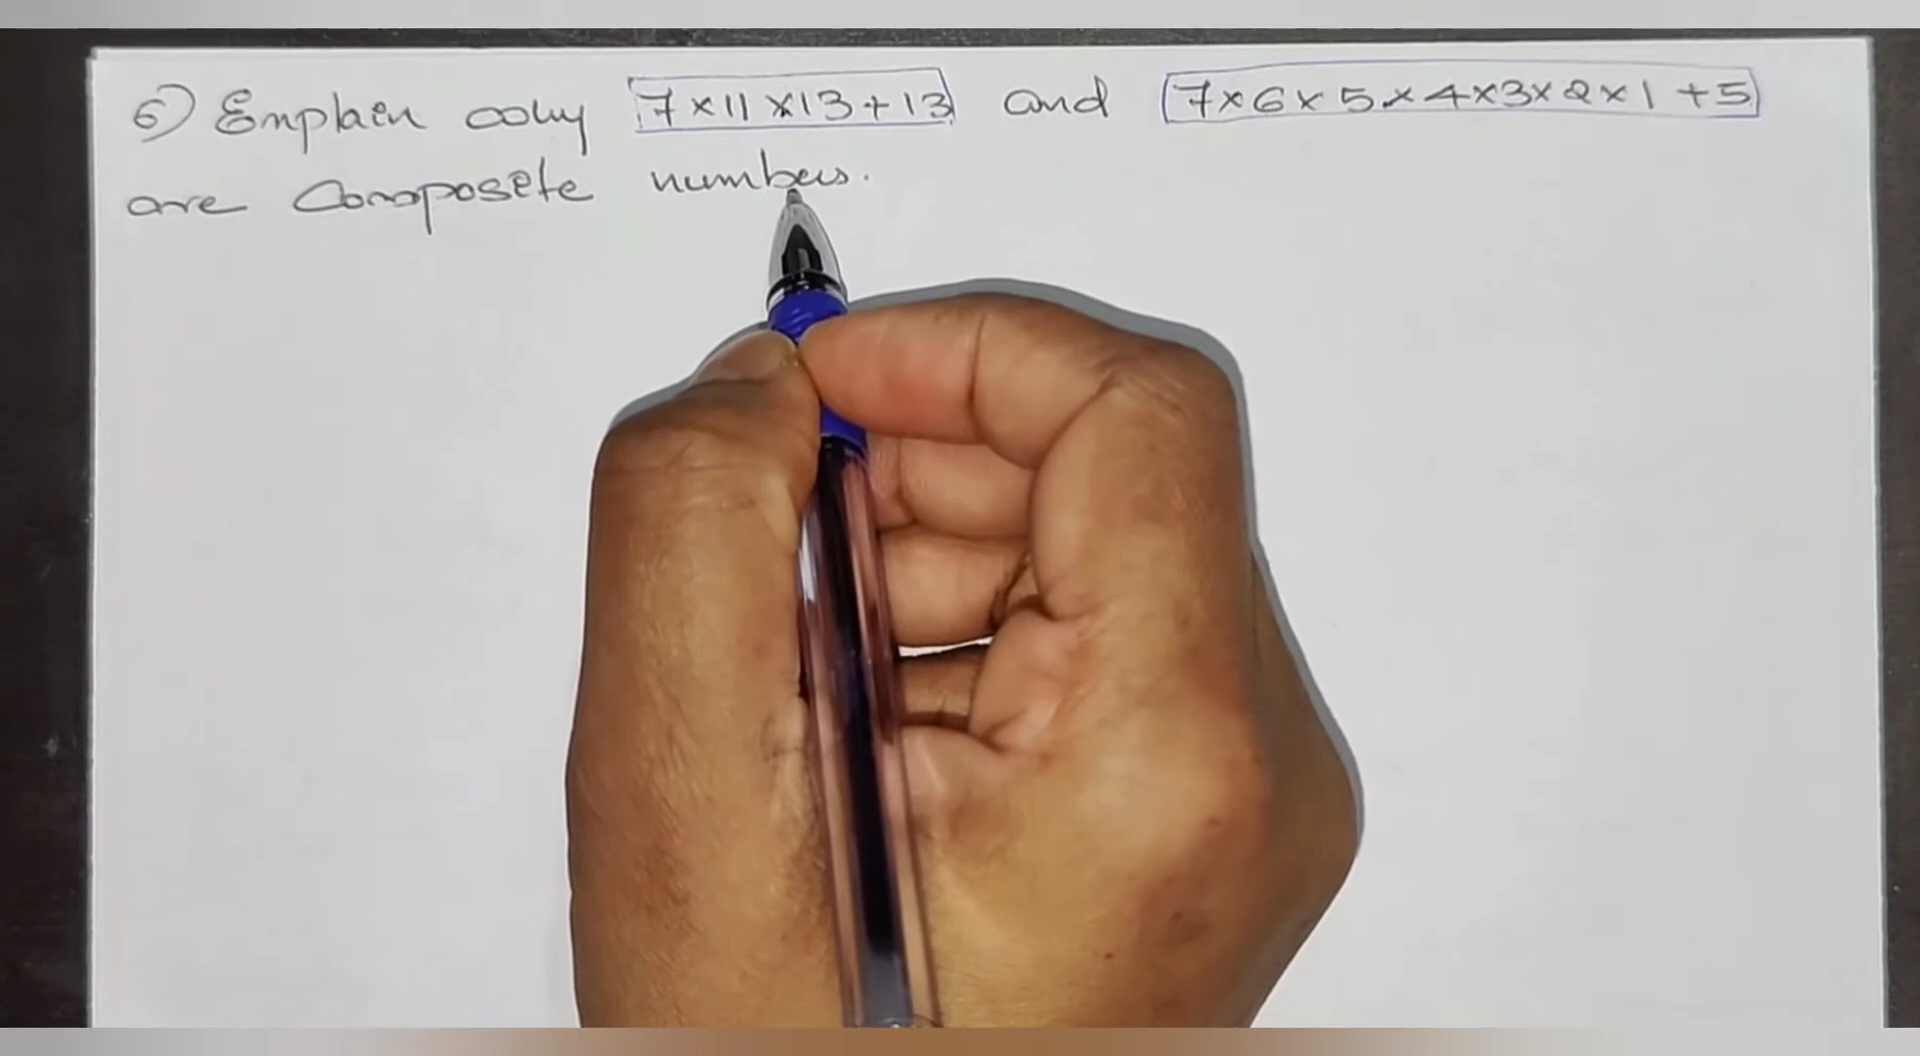 6) Explain why 7×11×13+13 and 7×6×5×4×3×2×1+5
are Composite numbers.